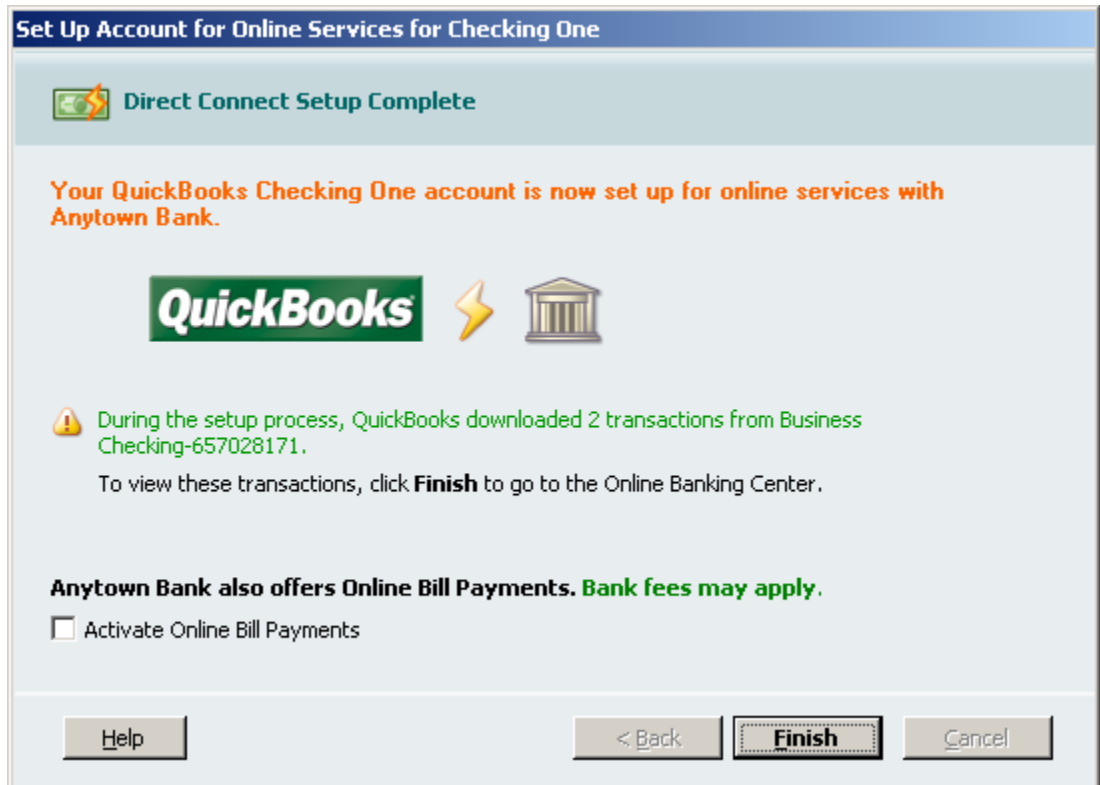 Set Up Account for Online Services for Checking One
Direct Connect Setup Complete
Your QuickBooks Checking One account is now set up for online services with
Anytown Bank.
QuickBooks
During the setup process, QuickBooks downloaded 2 transactions from Business
Checking-657028171.
To view these transactions, click Finish to go to the Online Banking Center.
Anytown Bank also offers Online Bill Payments. Bank fees may apply.
Activate Online Bill Payments
Help
< Back
Finish
Cancel